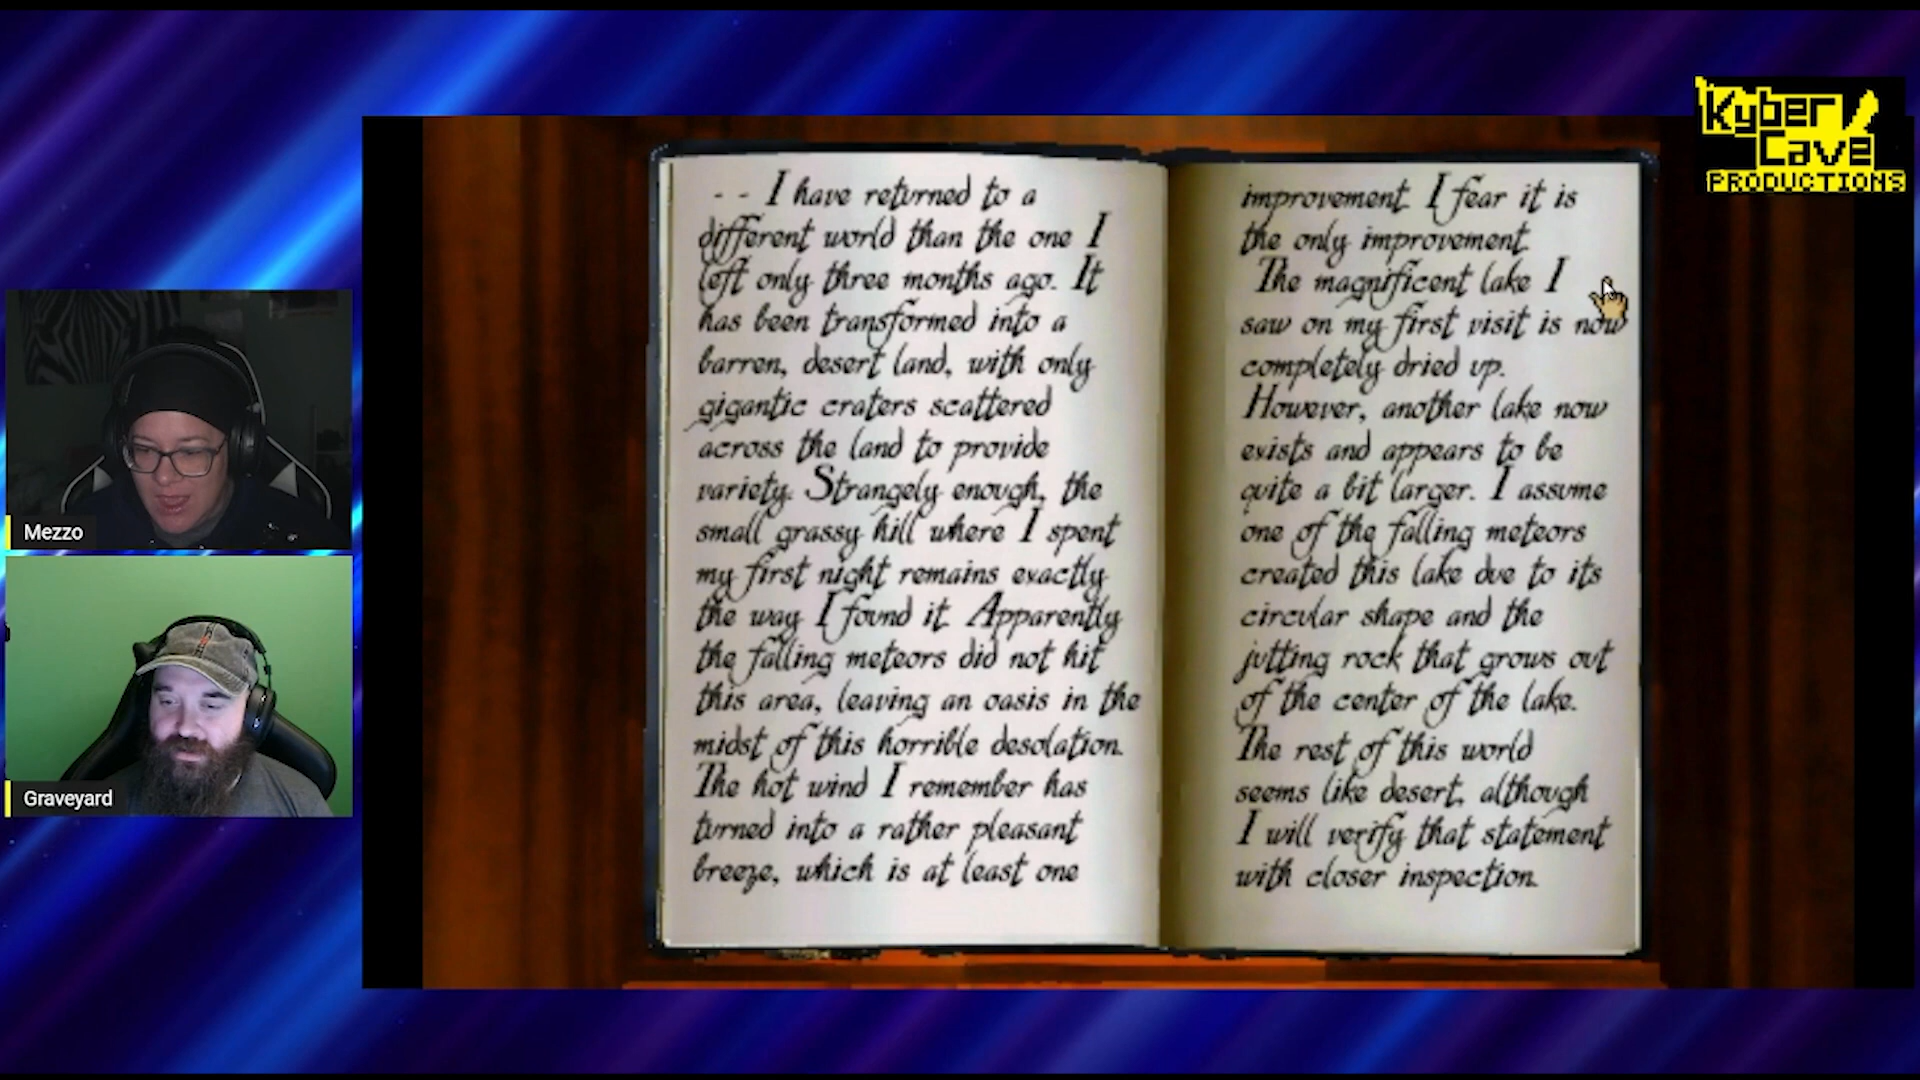 Kyber
Cave
PRODUCTIONS
- - I have returned to a
different world than the one I
left only three months ago. It
has been transformed into a
barren, desert land, with only
gigantic craters scattered
across the land to provide
variety. Strangely enough, the
small grassy hill where I spent
my first night remains exactly
the way I found it. Apparently
the falling meteors did not hit
this area, leaving an oasis in the
midst of this horrible desolation.
The hot wind I remember has
turned into a rather pleasant
breeze, which is at least one
improvement. I fear it is
the only improvement.
The magnificent lake I
saw on my first visit is now
completely dried up.
However, another lake now
exists and appears to be
quite a bit larger. I assume
one of the falling meteors
created this lake due to its
circular shape and the
jutting rock that grows out
of the center of the lake.
The rest of this world
seems like desert, although
I will verify that statement
with closer inspection.
Mezzo
Graveyard